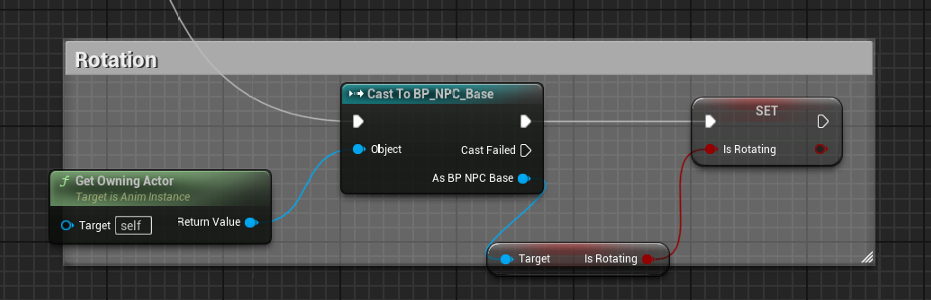 Rotation
Cast To BP_NPC_Base
SET
Object
Cast Failed
Is Rotating
As BP NPC Base
Get Owning Actor
Target is Anim Instance
Target
self
Return Value
Target
Is Rotating